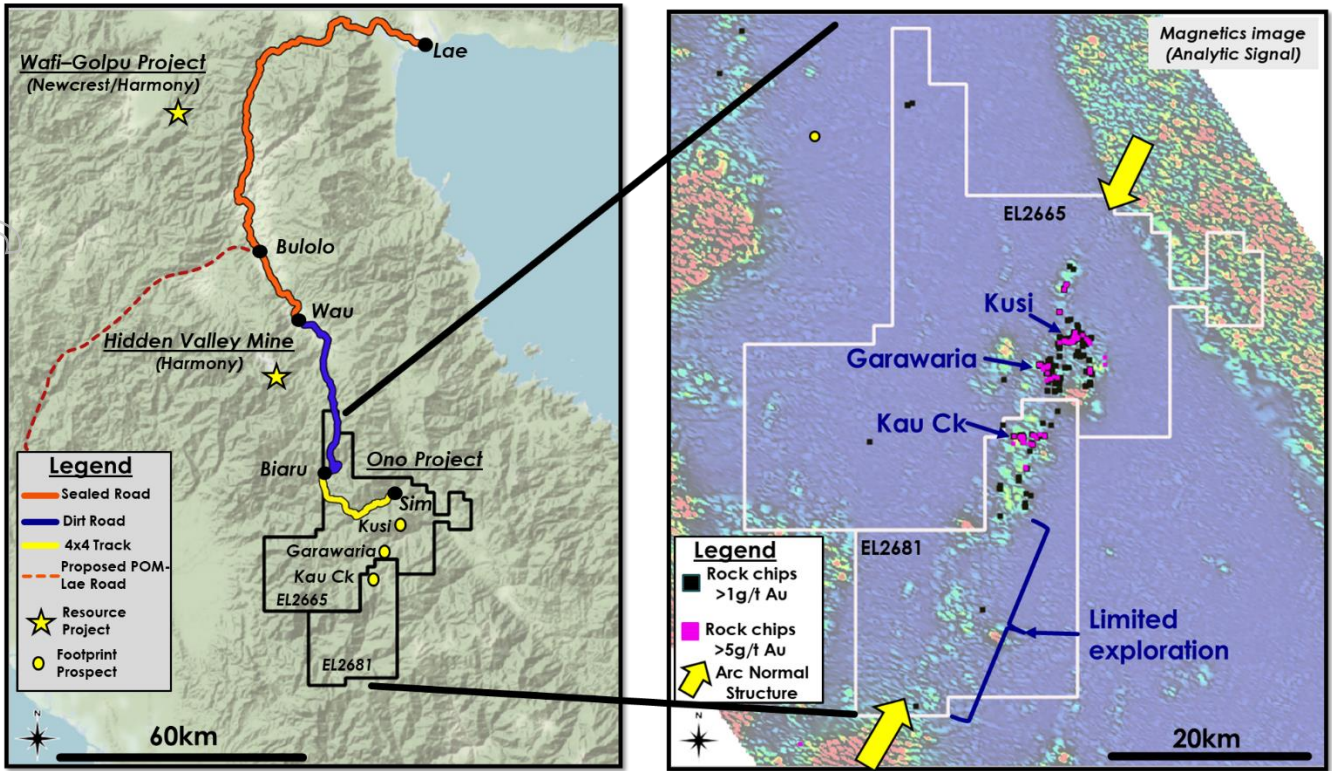 Lae
Wafi–Golpu Project
(Newcrest/Harmony)
Bulolo
Wau
Hidden Valley Mine
(Harmony)
Biaru
Ono Project
Sim
Kusi
Garawaria
Kau Ck
EL2665
EL2681
Legend
Sealed Road
Dirt Road
4x4 Track
Proposed POM-
Lae Road
Resource
Project
Footprint
Prospect
N
60km
Magnetics image
(Analytic Signal)
EL2665
Kusi
Garawaria
Kau Ck
EL2681
Legend
Rock chips
>1g/t Au
Rock chips
>5g/t Au
Arc Normal
Structure
Limited
exploration
N
20km